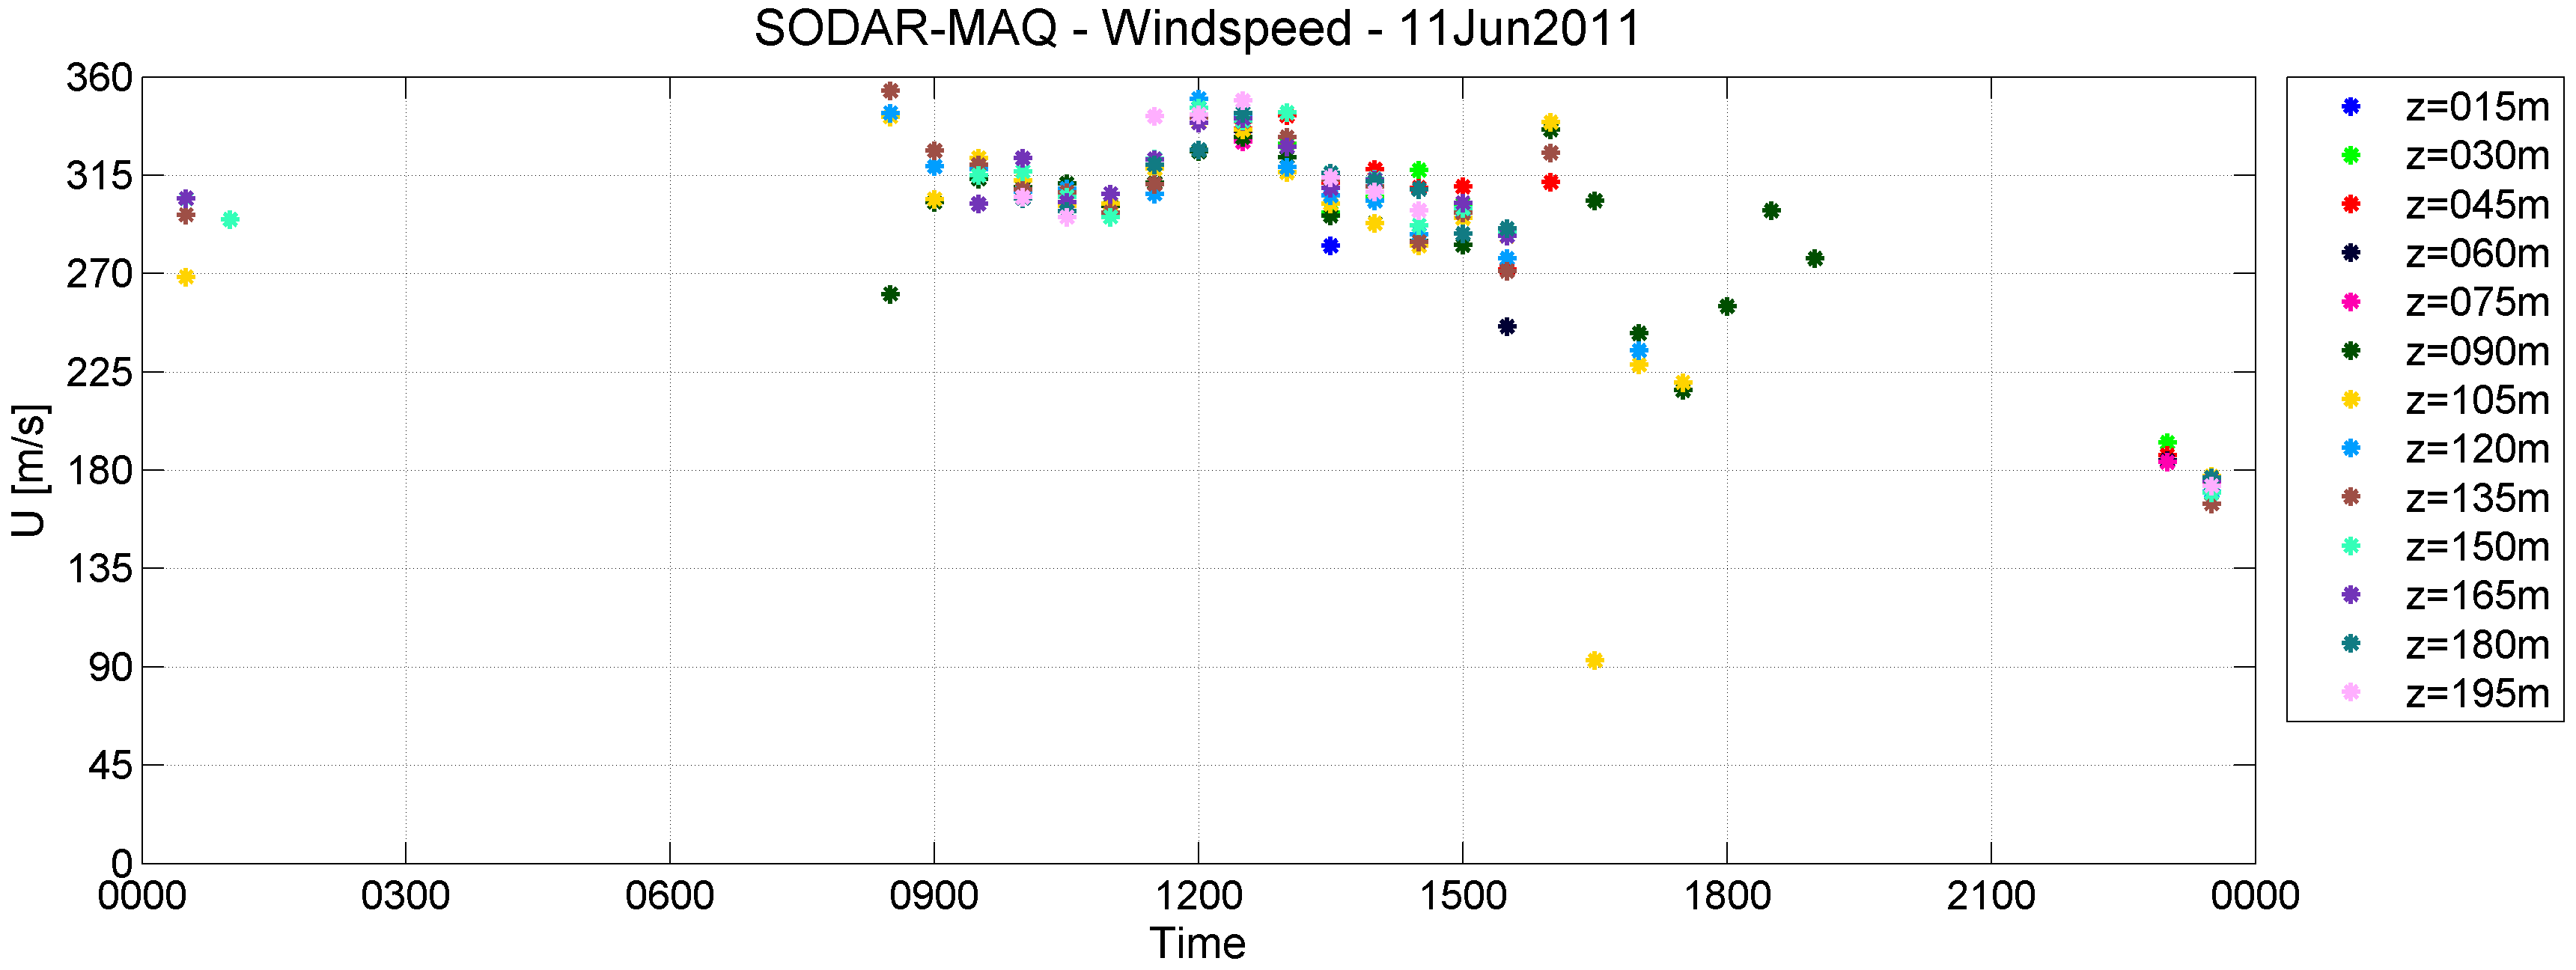 SODAR-MAQ - Windspeed - 11Jun2011
360
315
270
225
180
135
90
45
0
U [m/s]
0000 0300 0600 0900 1200 1500 1800 2100 0000
Time
z=015m
z=030m
z=045m
z=060m
z=075m
z=090m
z=105m
z=120m
z=135m
z=150m
z=165m
z=180m
z=195m